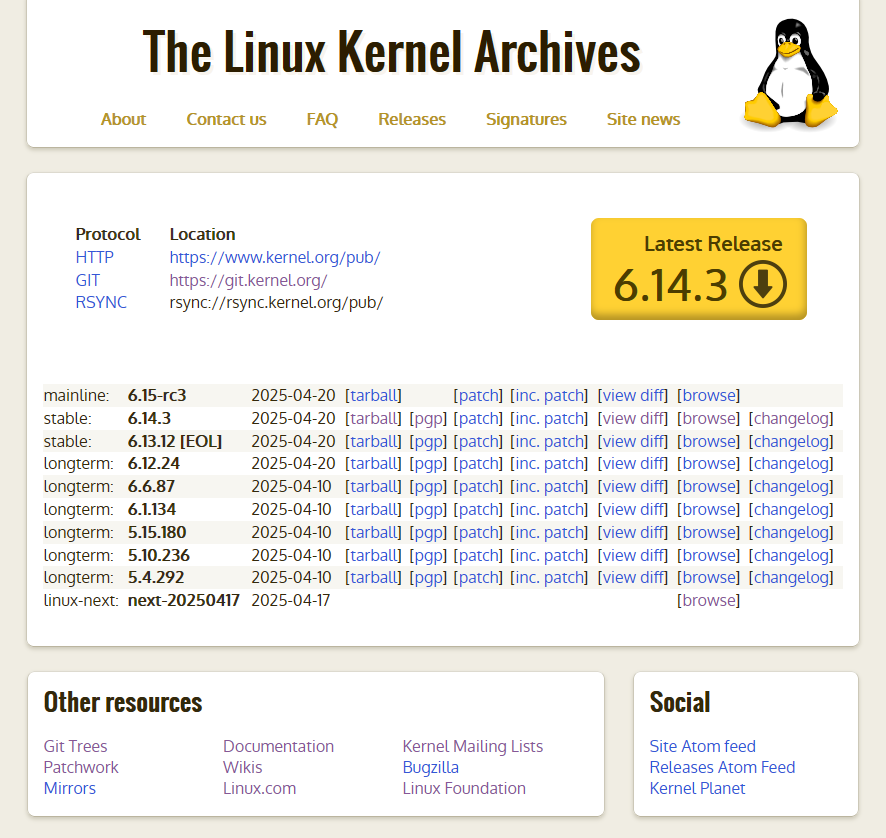 The Linux Kernel Archives
About Contact us FAQ Releases Signatures Site news
Protocol Location
HTTP https://www.kernel.org/pub/
GIT https://git.kernel.org/
RSYNC rsync://rsync.kernel.org/pub/
Latest Release
6.14.3
mainline: 6.15-rc3 2025-04-20 [tarball] [patch] [inc. patch] [view diff] [browse]
stable: 6.14.3 2025-04-20 [tarball] [pgp] [patch] [inc. patch] [view diff] [browse] [changelog]
stable: 6.13.12 [EOL] 2025-04-20 [tarball] [pgp] [patch] [inc. patch] [view diff] [browse] [changelog]
longterm: 6.12.24 2025-04-20 [tarball] [pgp] [patch] [inc. patch] [view diff] [browse] [changelog]
longterm: 6.6.87 2025-04-10 [tarball] [pgp] [patch] [inc. patch] [view diff] [browse] [changelog]
longterm: 6.1.134 2025-04-10 [tarball] [pgp] [patch] [inc. patch] [view diff] [browse] [changelog]
longterm: 5.15.180 2025-04-10 [tarball] [pgp] [patch] [inc. patch] [view diff] [browse] [changelog]
longterm: 5.10.236 2025-04-10 [tarball] [pgp] [patch] [inc. patch] [view diff] [browse] [changelog]
longterm: 5.4.292 2025-04-10 [tarball] [pgp] [patch] [inc. patch] [view diff] [browse] [changelog]
linux-next: next-20250417 2025-04-17 [browse]
Other resources
Git Trees Documentation Kernel Mailing Lists
Patchwork Wikis Bugzilla
Mirrors Linux.com Linux Foundation
Social
Site Atom feed
Releases Atom Feed
Kernel Planet